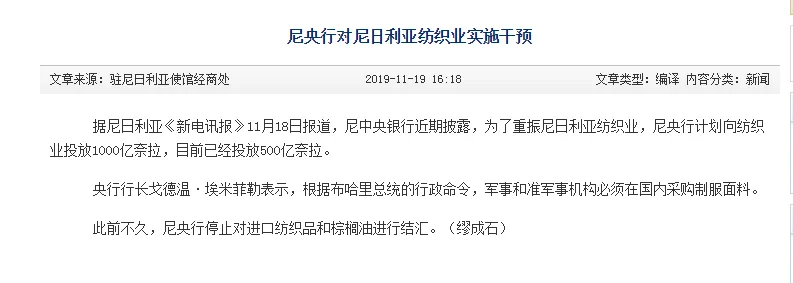 尼央行对尼日利亚纺织业实施干预
文章来源：驻尼日利亚使馆经商处 2019-11-19 16:18 文章类型：编译 内容分类：新闻
据尼日利亚《新电讯报》11月18日报道，尼中央银行近期披露，为了重振尼日利亚纺织业，尼央行计划向纺织
业投放1000亿奈拉，目前已经投放500亿奈拉。
央行行长戈德温·埃米菲勒表示，根据布哈里总统的行政命令，军事和准军事机构必须在国内采购制服面料。
此前不久，尼央行停止对进口纺织品和棕榈油进行结汇。（缪成石）